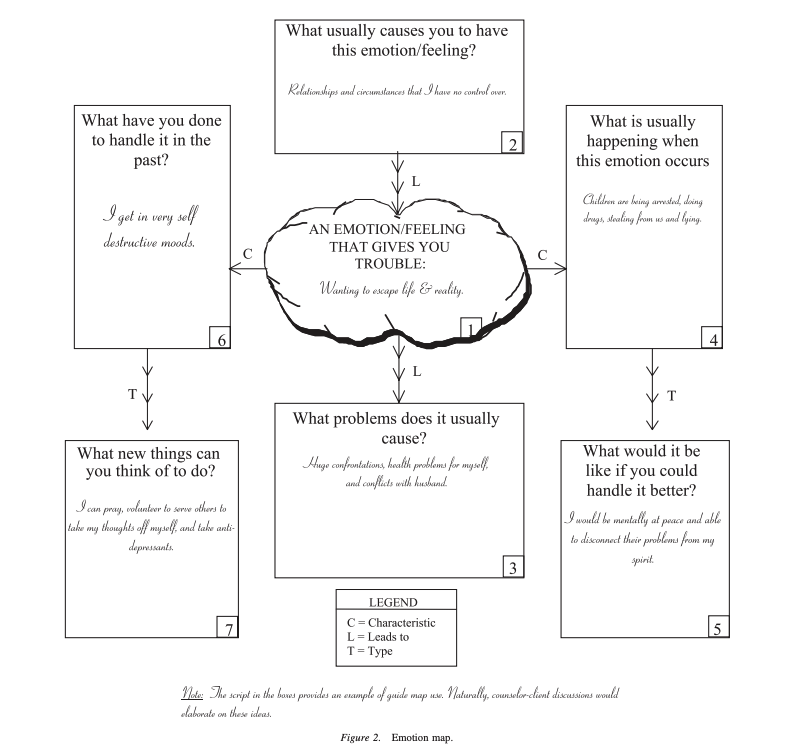 What usually causes you to have
this emotion/feeling?
Relationships and circumstances that I have no control over.
2
What have you done
to handle it in the
past?
I get in very self
destructive moods.
6
What is usually
happening when
this emotion occurs
Children are being arrested, doing
drugs, stealing from us and lying.
4
L
C
AN EMOTION/FEELING
THAT GIVES YOU
TROUBLE:
Wanting to escape life & reality.
1
C
L
T
T
What problems does it usually
cause?
Huge confrontations, health problems for myself,
and conflicts with husband.
3
What new things can
you think of to do?
I can pray, volunteer to serve others to
take my thoughts off myself, and take anti-
depressants.
7
What would it be
like if you could
handle it better?
I would be mentally at peace and able
to disconnect their problems from my
spirit.
5
LEGEND
C = Characteristic
L = Leads to
T = Type
Note: The script in the boxes provides an example of guide map use. Naturally, counselor-client discussions would
elaborate on these ideas.
Figure 2. Emotion map.